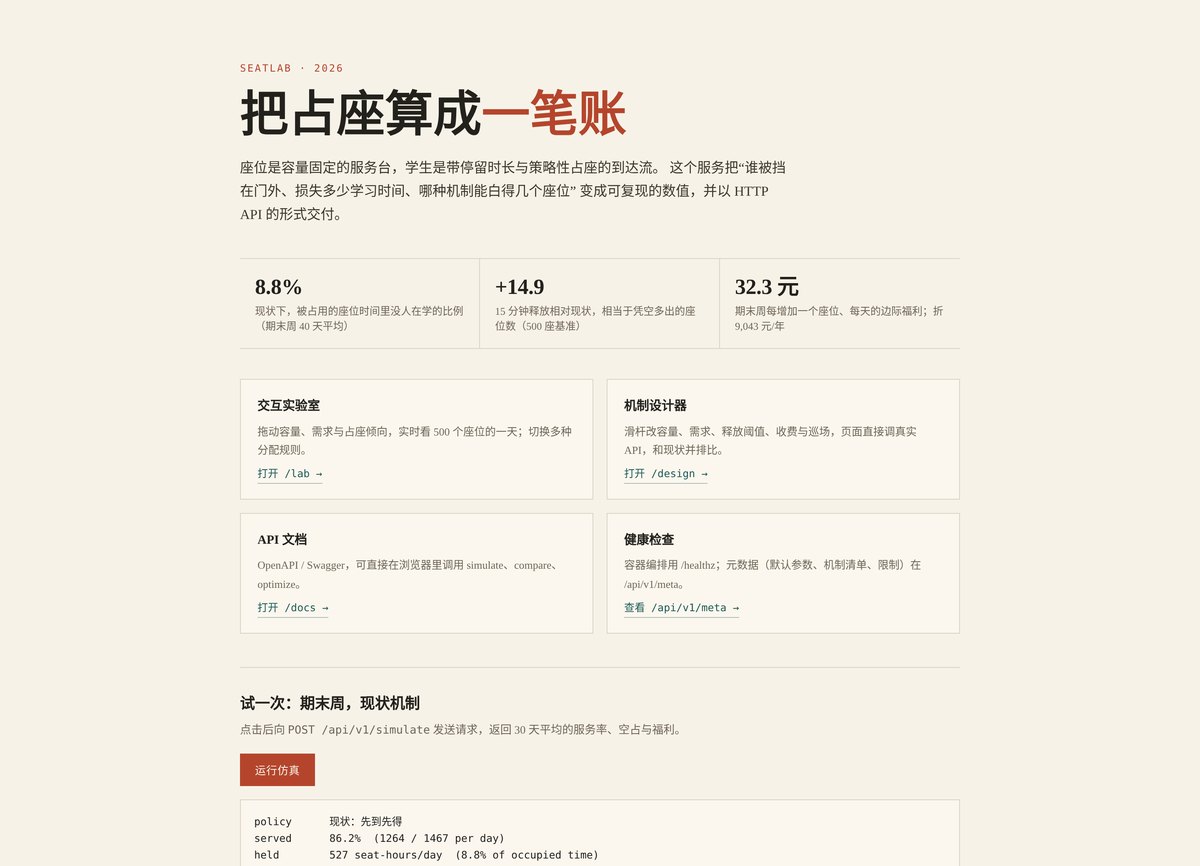 SEATLAB · 2026
把占座算成一笔账
座位是容量固定的服务台，学生是带停留时长与策略性占座的到达流。 这个服务把“谁被挡
在门外、损失多少学习时间、哪种机制能白得几个座位” 变成可复现的数值，并以 HTTP
API 的形式交付。
8.8%
现状下，被占用的座位时间里没人在学的比例
（期末周 40 天平均）
+14.9
15 分钟释放相对现状，相当于凭空多出的座
位数（500 座基准）
32.3 元
期末周每增加一个座位、每天的边际福利；折
9,043 元/年
交互实验室
拖动容量、需求与占座倾向，实时看 500 个座位的一天；切换多种
分配规则。
打开 /lab →
机制设计器
滑杆改容量、需求、释放阈值、收费与巡场，页面直接调真实
API，和现状并排比。
打开 /design →
API 文档
OpenAPI / Swagger，可直接在浏览器里调用 simulate、compare、
optimize。
打开 /docs →
健康检查
容器编排用 /healthz；元数据（默认参数、机制清单、限制）在
/api/v1/meta。
查看 /api/v1/meta →
试一次：期末周，现状机制
点击后向 POST /api/v1/simulate 发送请求，返回 30 天平均的服务率、空占与福利。
运行仿真
policy 现状：先到先得
served 86.2% (1264 / 1467 per day)
held 527 seat-hours/day (8.8% of occupied time)